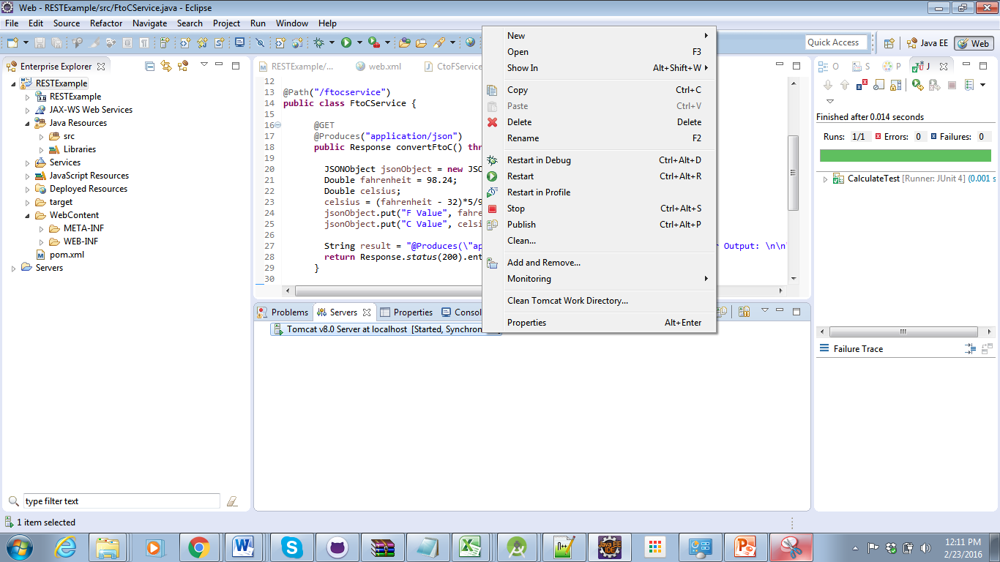 Web - RESTExample/src/FtoCService.java - Eclipse
File Edit Source Refactor Navigate Search Project Run Window Help
Quick Access
Java EE
Web
Enterprise Explorer
RESTExample
RESTExample
JAX-WS Web Services
Java Resources
src
Libraries
Services
JavaScript Resources
Deployed Resources
target
WebContent
META-INF
WEB-INF
pom.xml
Servers
type filter text
RESTExample/...
web.xml
CtoFService
12
13 @Path("/ftocservice")
14 public class FtoCService {
15
16 @GET
17 @Produces("application/json")
18 public Response convertFtoC() thr
19
20 JSONObject jsonObject = new JSO
21 Double fahrenheit = 98.24;
22 Double celsius;
23 celsius = (fahrenheit - 32)*5/9
24 jsonObject.put("F Value", fahre
25 jsonObject.put("C Value", celsi
26
27 String result = "@Produces(\"ap r Output: \n\n"
28 return Response.status(200).ent
29 }
30
New
Open F3
Show In Alt+Shift+W
Copy Ctrl+C
Paste Ctrl+V
Delete Delete
Rename F2
Restart in Debug Ctrl+Alt+D
Restart Ctrl+Alt+R
Restart in Profile
Stop Ctrl+Alt+S
Publish Ctrl+Alt+P
Clean...
Add and Remove...
Monitoring
Clean Tomcat Work Directory...
Properties Alt+Enter
Problems
Servers
Properties
Consol
Tomcat v8.0 Server at localhost [Started, Synchron
O
S
P
J
Finished after 0.014 seconds
Runs: 1/1 Errors: 0 Failures: 0
CalculateTest [Runner: JUnit 4] (0.001 s
Failure Trace
1 item selected
Java EE
IDE
12:11 PM
2/23/2016